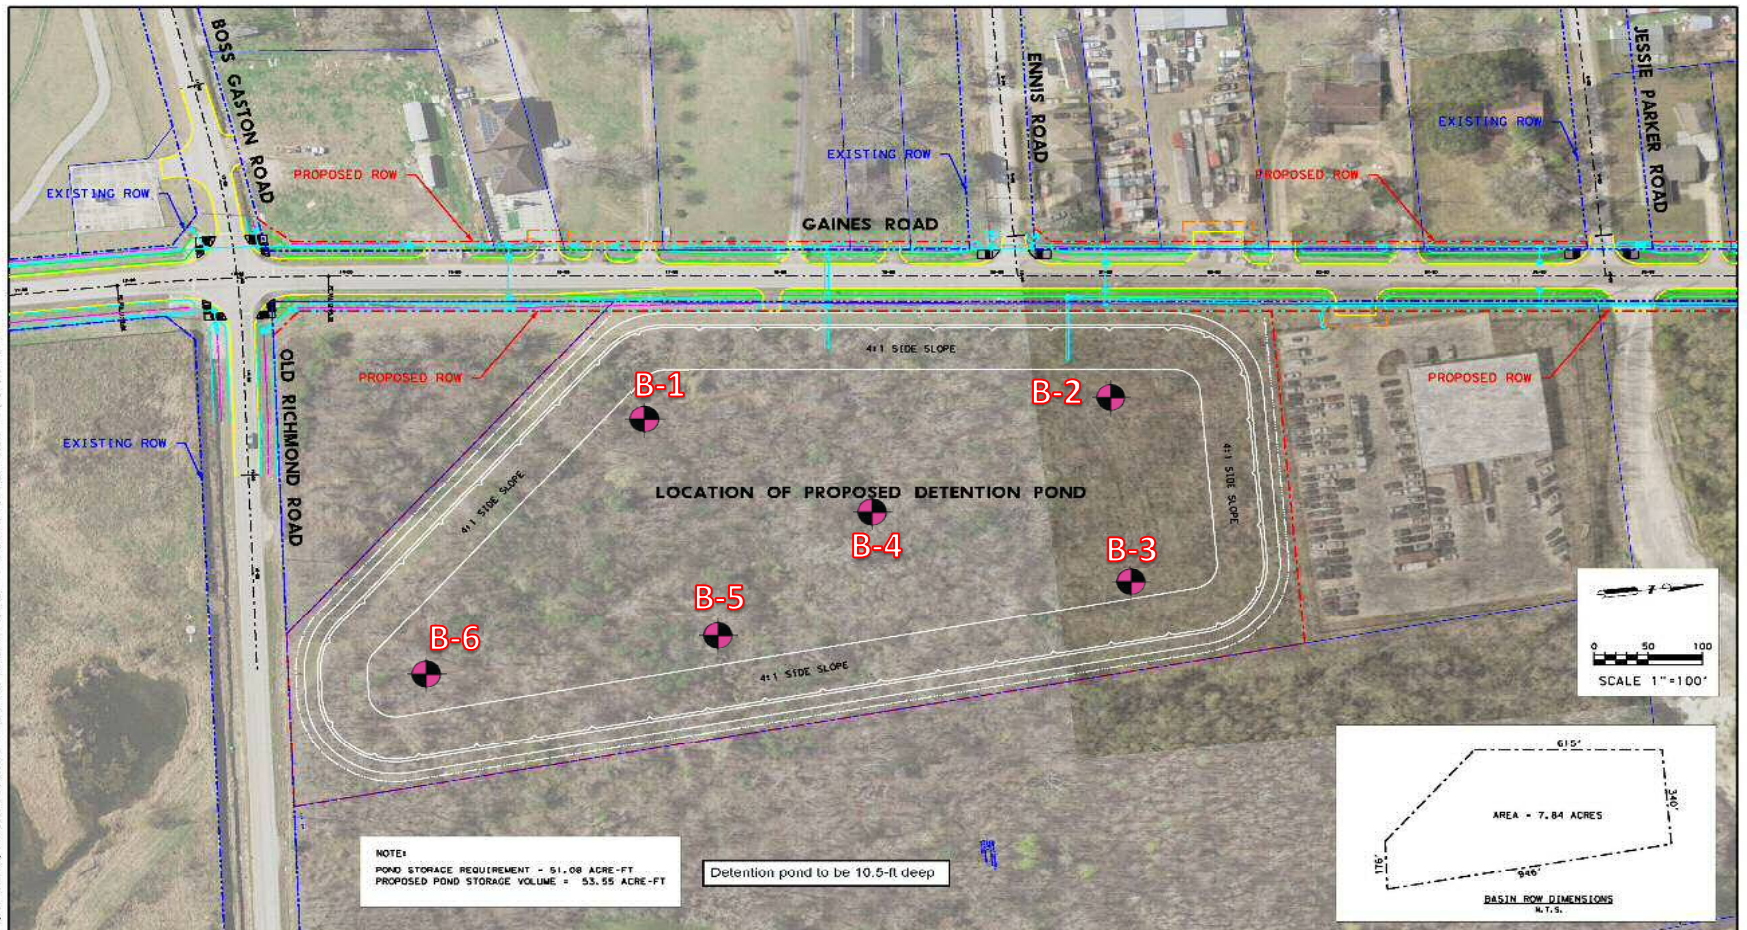 BOSS GASTON ROAD
ENNIS ROAD
JESSIE PARKER ROAD
EXISTING ROW
EXISTING ROW
EXISTING ROW
PROPOSED ROW
PROPOSED ROW
GAINES ROAD
4:1 SIDE SLOPE
PROPOSED ROW
PROPOSED ROW
B-1
B-2
OLD RICHMOND ROAD
EXISTING ROW
4:1 SIDE SLOPE
4:1 SIDE SLOPE
LOCATION OF PROPOSED DETENTION POND
B-4
B-3
B-5
B-6
4:1 SIDE SLOPE
Z
0 50 100
SCALE 1"=100'
615'
340'
AREA - 7.84 ACRES
176'
946'
BASIN ROW DIMENSIONS
N.T.S.
NOTE:
POND STORAGE REQUIREMENT - 51.08 ACRE-FT
PROPOSED POND STORAGE VOLUME = 53.55 ACRE-FT
Detention pond to be 10.5-ft deep